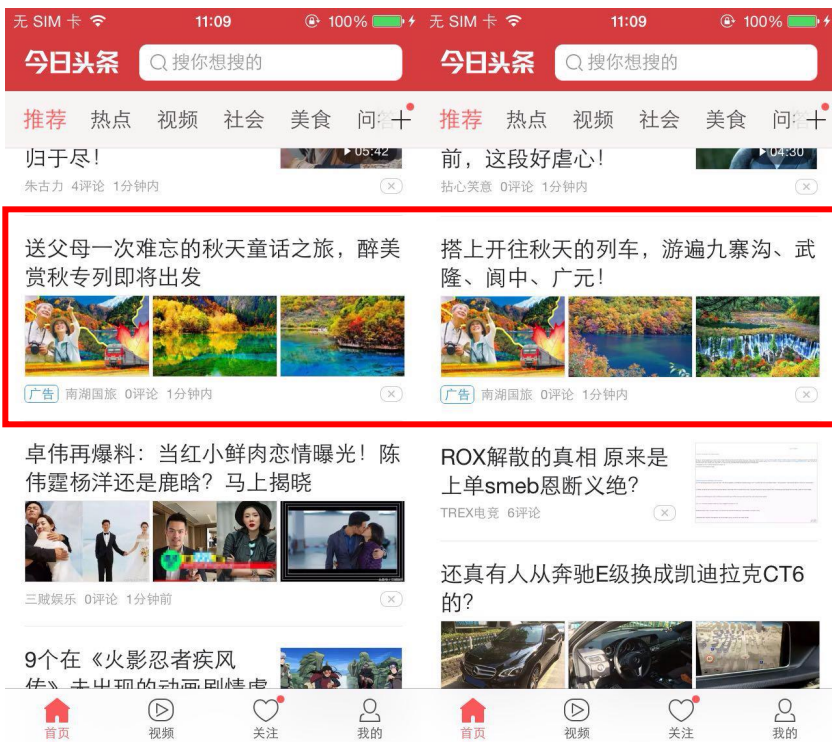 无 SIM 卡 11:09 100%
今日头条 搜你想搜的
推荐 热点 视频 社会 美食 问
归于尽！
05:42
朱古力 4评论 1分钟内
送父母一次难忘的秋天童话之旅，醉美
赏秋专列即将出发
广告 南湖国旅 0评论 1分钟内
卓伟再爆料：当红小鲜肉恋情曝光！陈
伟霆杨洋还是鹿晗？马上揭晓
三贼娱乐 0评论 1分钟前
9个在《火影忍者疾风
传》未出现的动画剧情虐
首页 视频 关注 我的
无 SIM 卡 11:09 100%
今日头条 搜你想搜的
推荐 热点 视频 社会 美食 问
前，这段好虐心！
04:30
拈心笑意 0评论 1分钟内
搭上开往秋天的列车，游遍九寨沟、武
隆、阆中、广元！
广告 南湖国旅 0评论 1分钟内
ROX解散的真相 原来是
上单smeb恩断义绝？
TREX电竞 6评论
还真有人从奔驰E级换成凯迪拉克CT6
的？
首页 视频 关注 我的